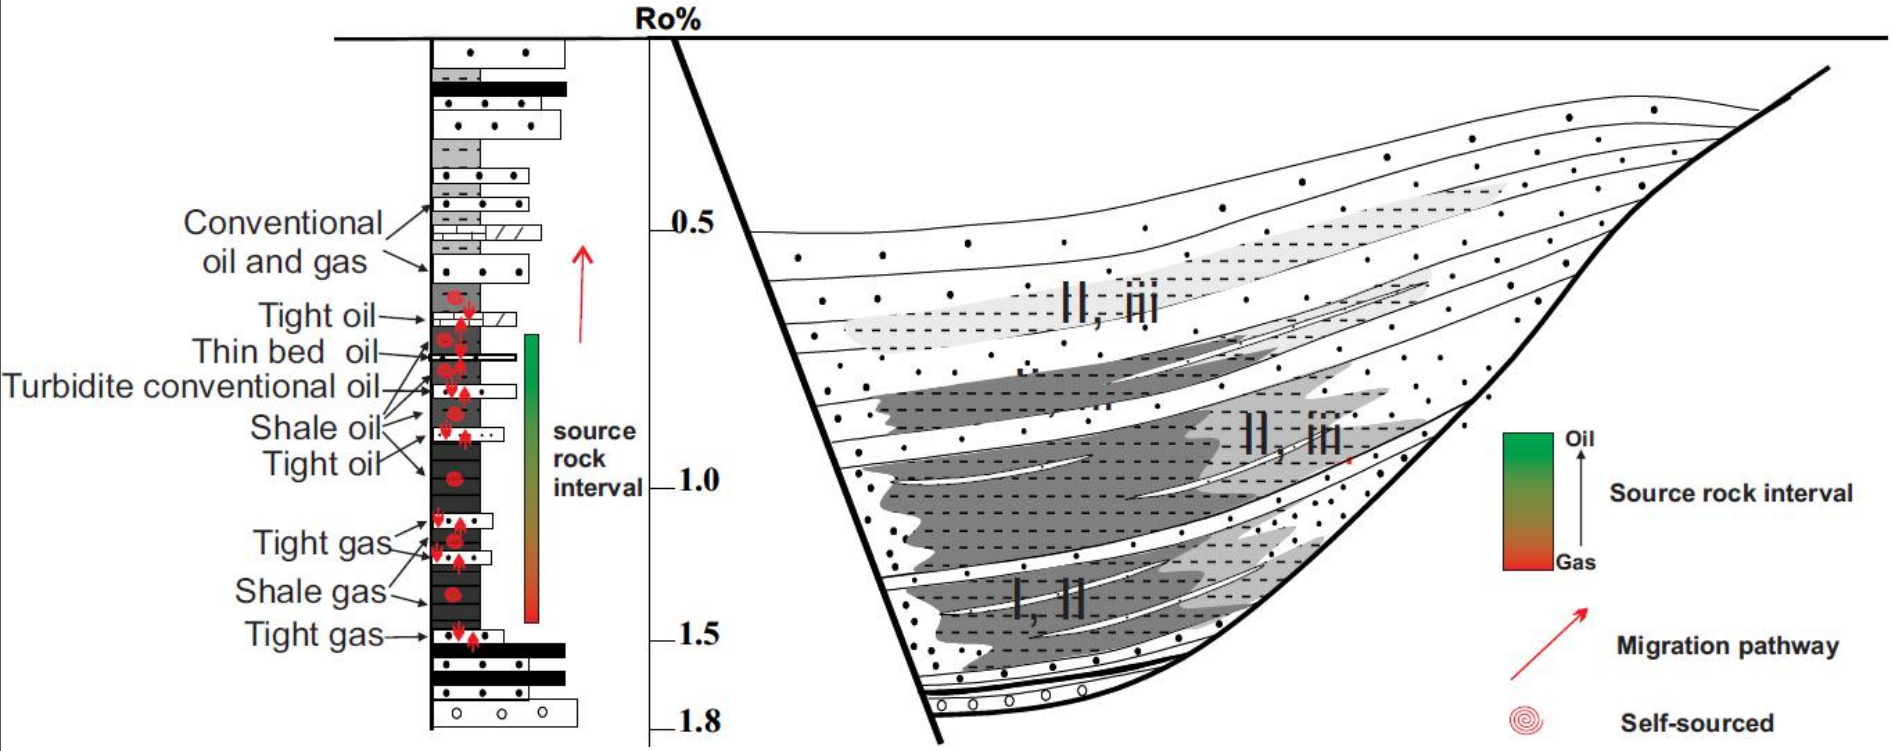 Ro%
Conventional
oil and gas
Tight oil
Thin bed oil
Turbidite conventional oil
Shale oil
Tight oil
Tight gas
Shale gas
Tight gas
source
rock
interval
0.5
1.0
1.5
1.8
II, iii
II, iii
I, II
Oil
Source rock interval
Gas
Migration pathway
Self-sourced